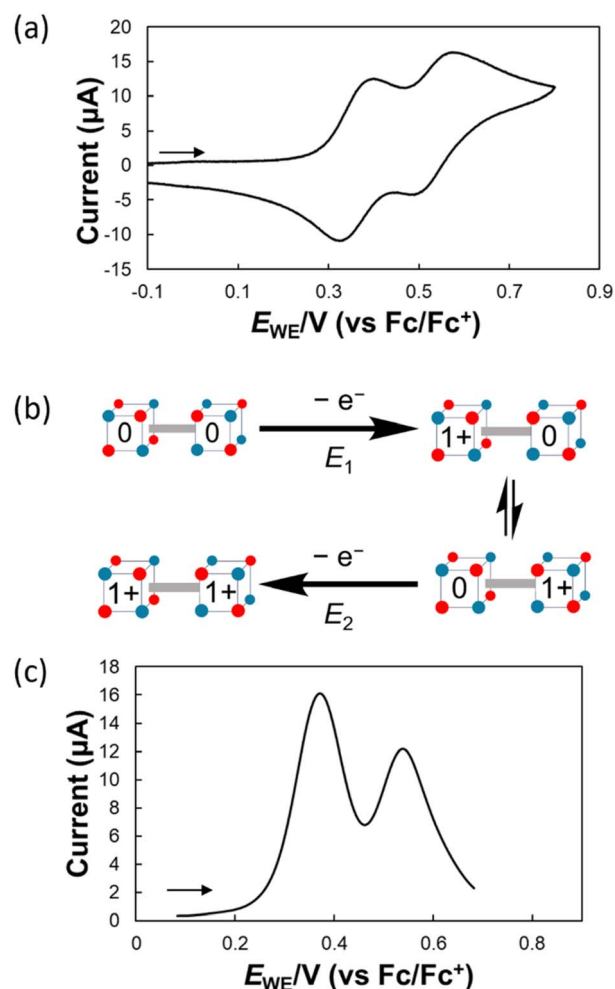 (a)
20
15
10
5
0
-5
-10
-15
Current (µA)
-0.1 0.1 0.3 0.5 0.7 0.9
E_WE/V (vs Fc/Fc⁺)
(b)
0 0
− e⁻
E₁
1+ 0
1+ 1+
− e⁻
E₂
0 1+
(c)
18
16
14
12
10
8
6
4
2
0
Current (µA)
0 0.2 0.4 0.6 0.8
E_WE/V (vs Fc/Fc⁺)